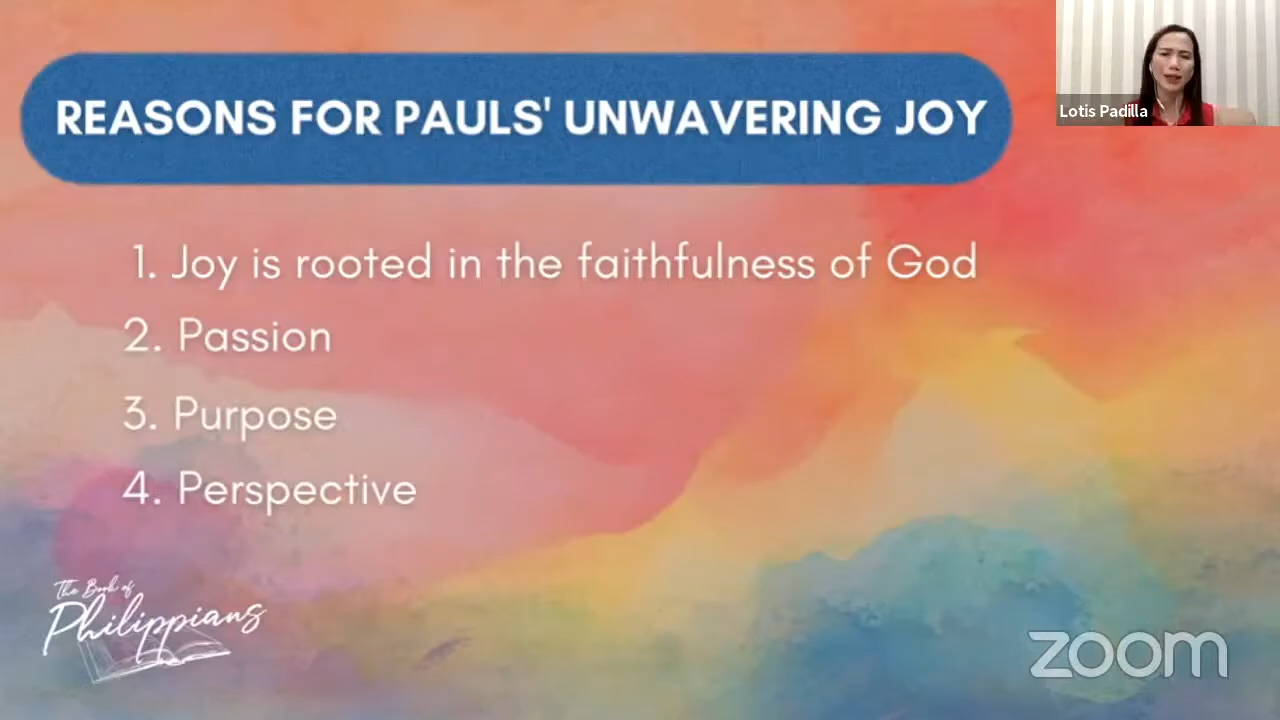 REASONS FOR PAULS' UNWAVERING JOY
Lotis Padilla
1. Joy is rooted in the faithfulness of God
2. Passion
3. Purpose
4. Perspective
The Book of
Philippians
zoom